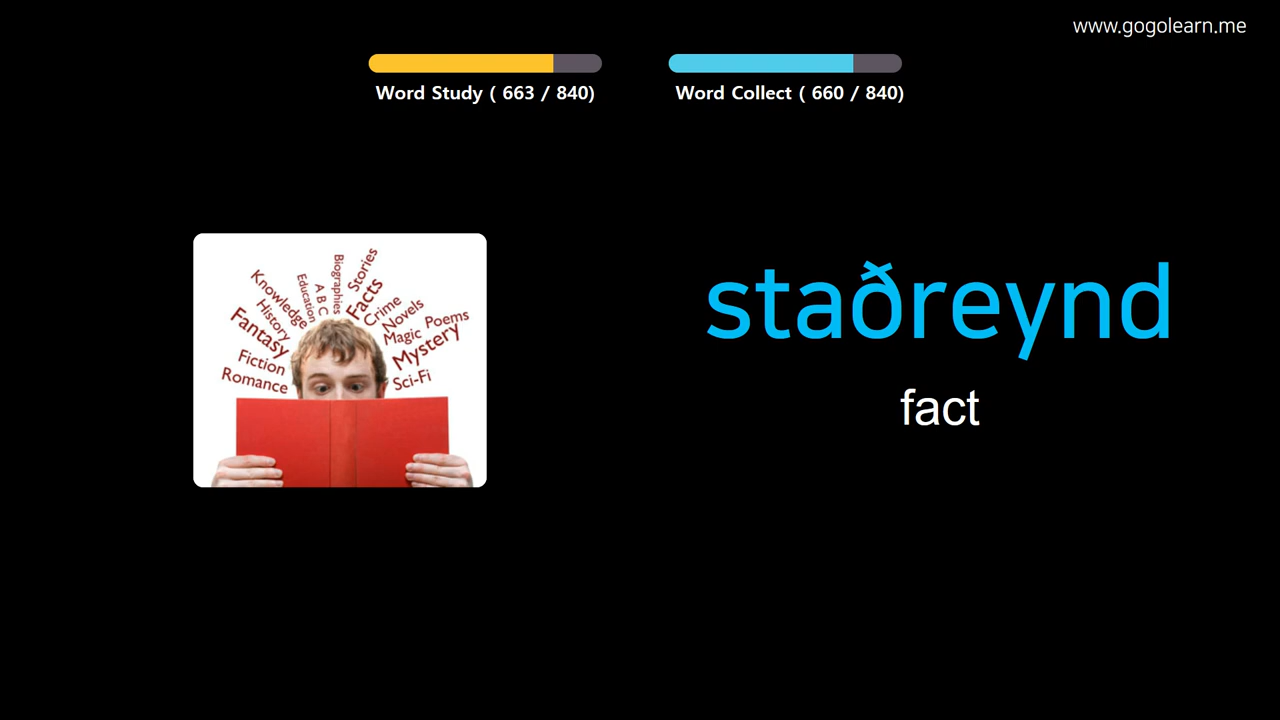 www.gogolearn.me
Word Study ( 663 / 840)
Word Collect ( 660 / 840)
Stories
Biographies
Facts
Knowledge
Education
A B C
Crime
History
Novels
Fantasy
Poems
Magic
Mystery
Fiction
Romance
Sci-Fi
staðreynd
fact